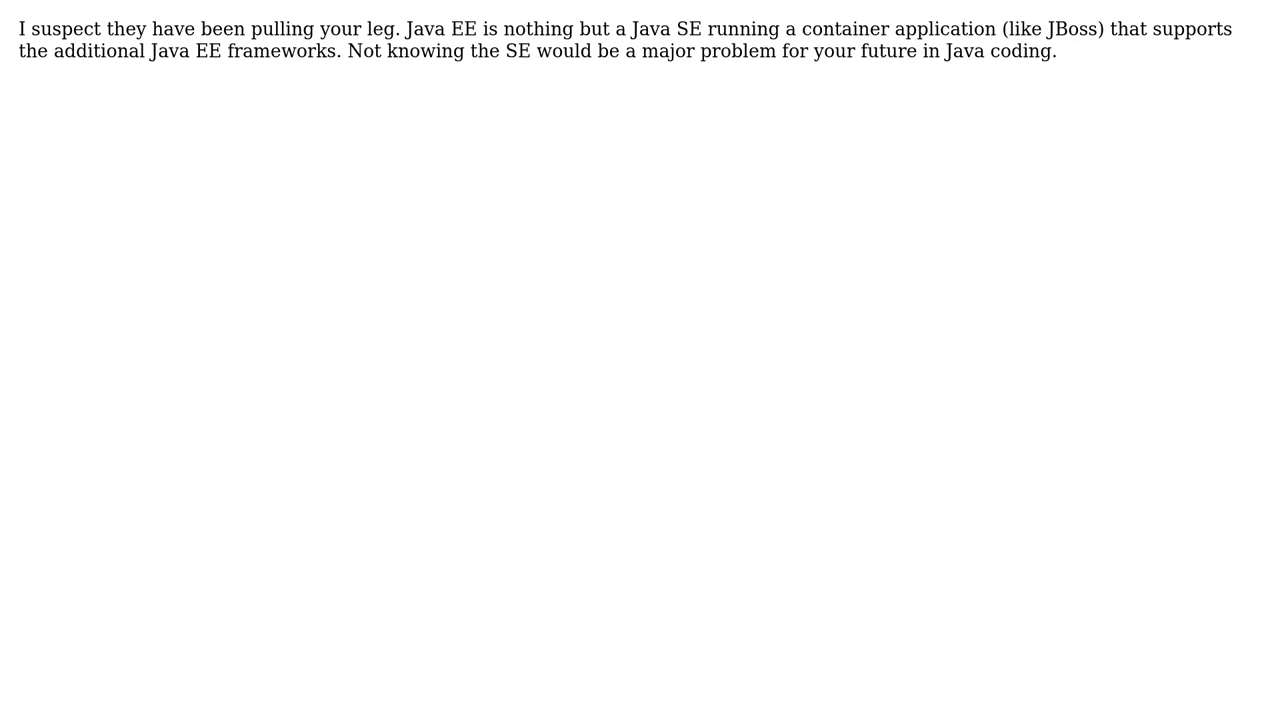 I suspect they have been pulling your leg. Java EE is nothing but a Java SE running a container application (like JBoss) that supports
the additional Java EE frameworks. Not knowing the SE would be a major problem for your future in Java coding.